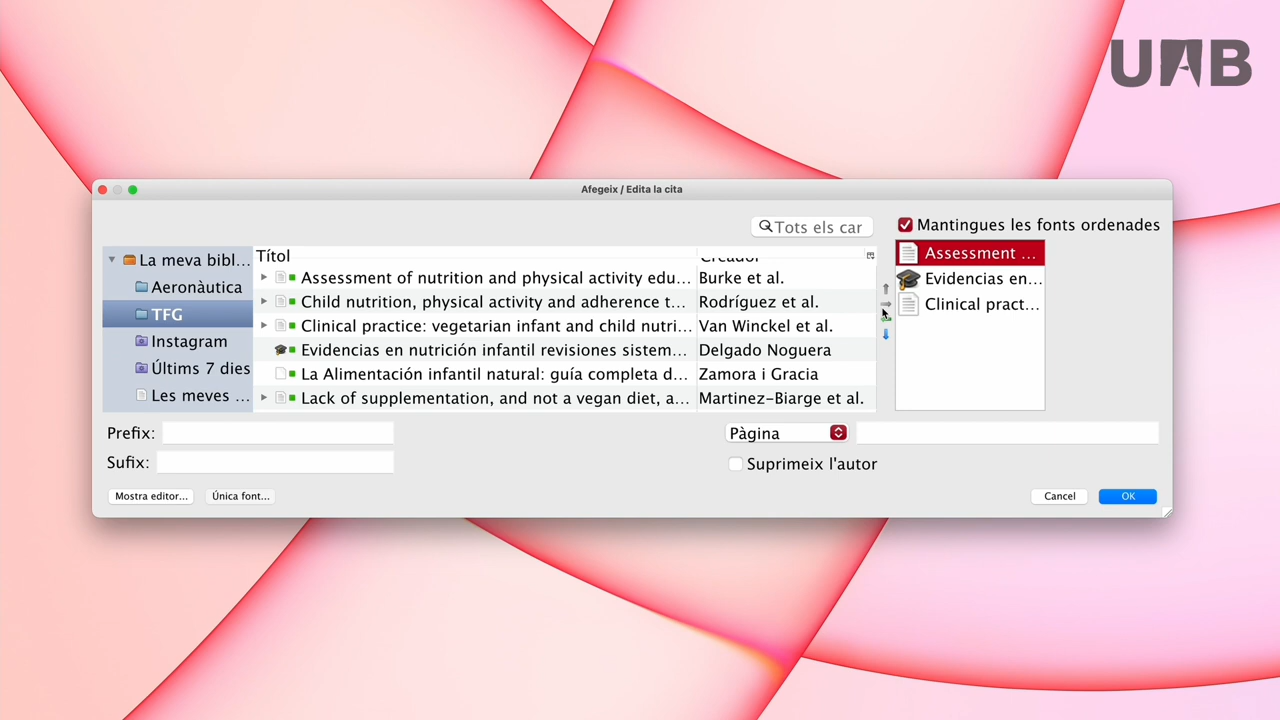 UAB
Afegeix / Edita la cita
Tots els car
Mantingues les fonts ordenades
La meva bibl...
Aeronàutica
TFG
Instagram
Últims 7 dies
Les meves ...
Títol
Creador
Assessment of nutrition and physical activity edu... Burke et al.
Child nutrition, physical activity and adherence t... Rodríguez et al.
Clinical practice: vegetarian infant and child nutri... Van Winckel et al.
Evidencias en nutrición infantil revisiones sistem... Delgado Noguera
La Alimentación infantil natural: guía completa d... Zamora i Gracia
Lack of supplementation, and not a vegan diet, a... Martinez-Biarge et al.
Assessment ...
Evidencias en...
Clinical pract...
Prefix:
Sufix:
Pàgina
Suprimeix l'autor
Mostra editor...
Única font...
Cancel
OK